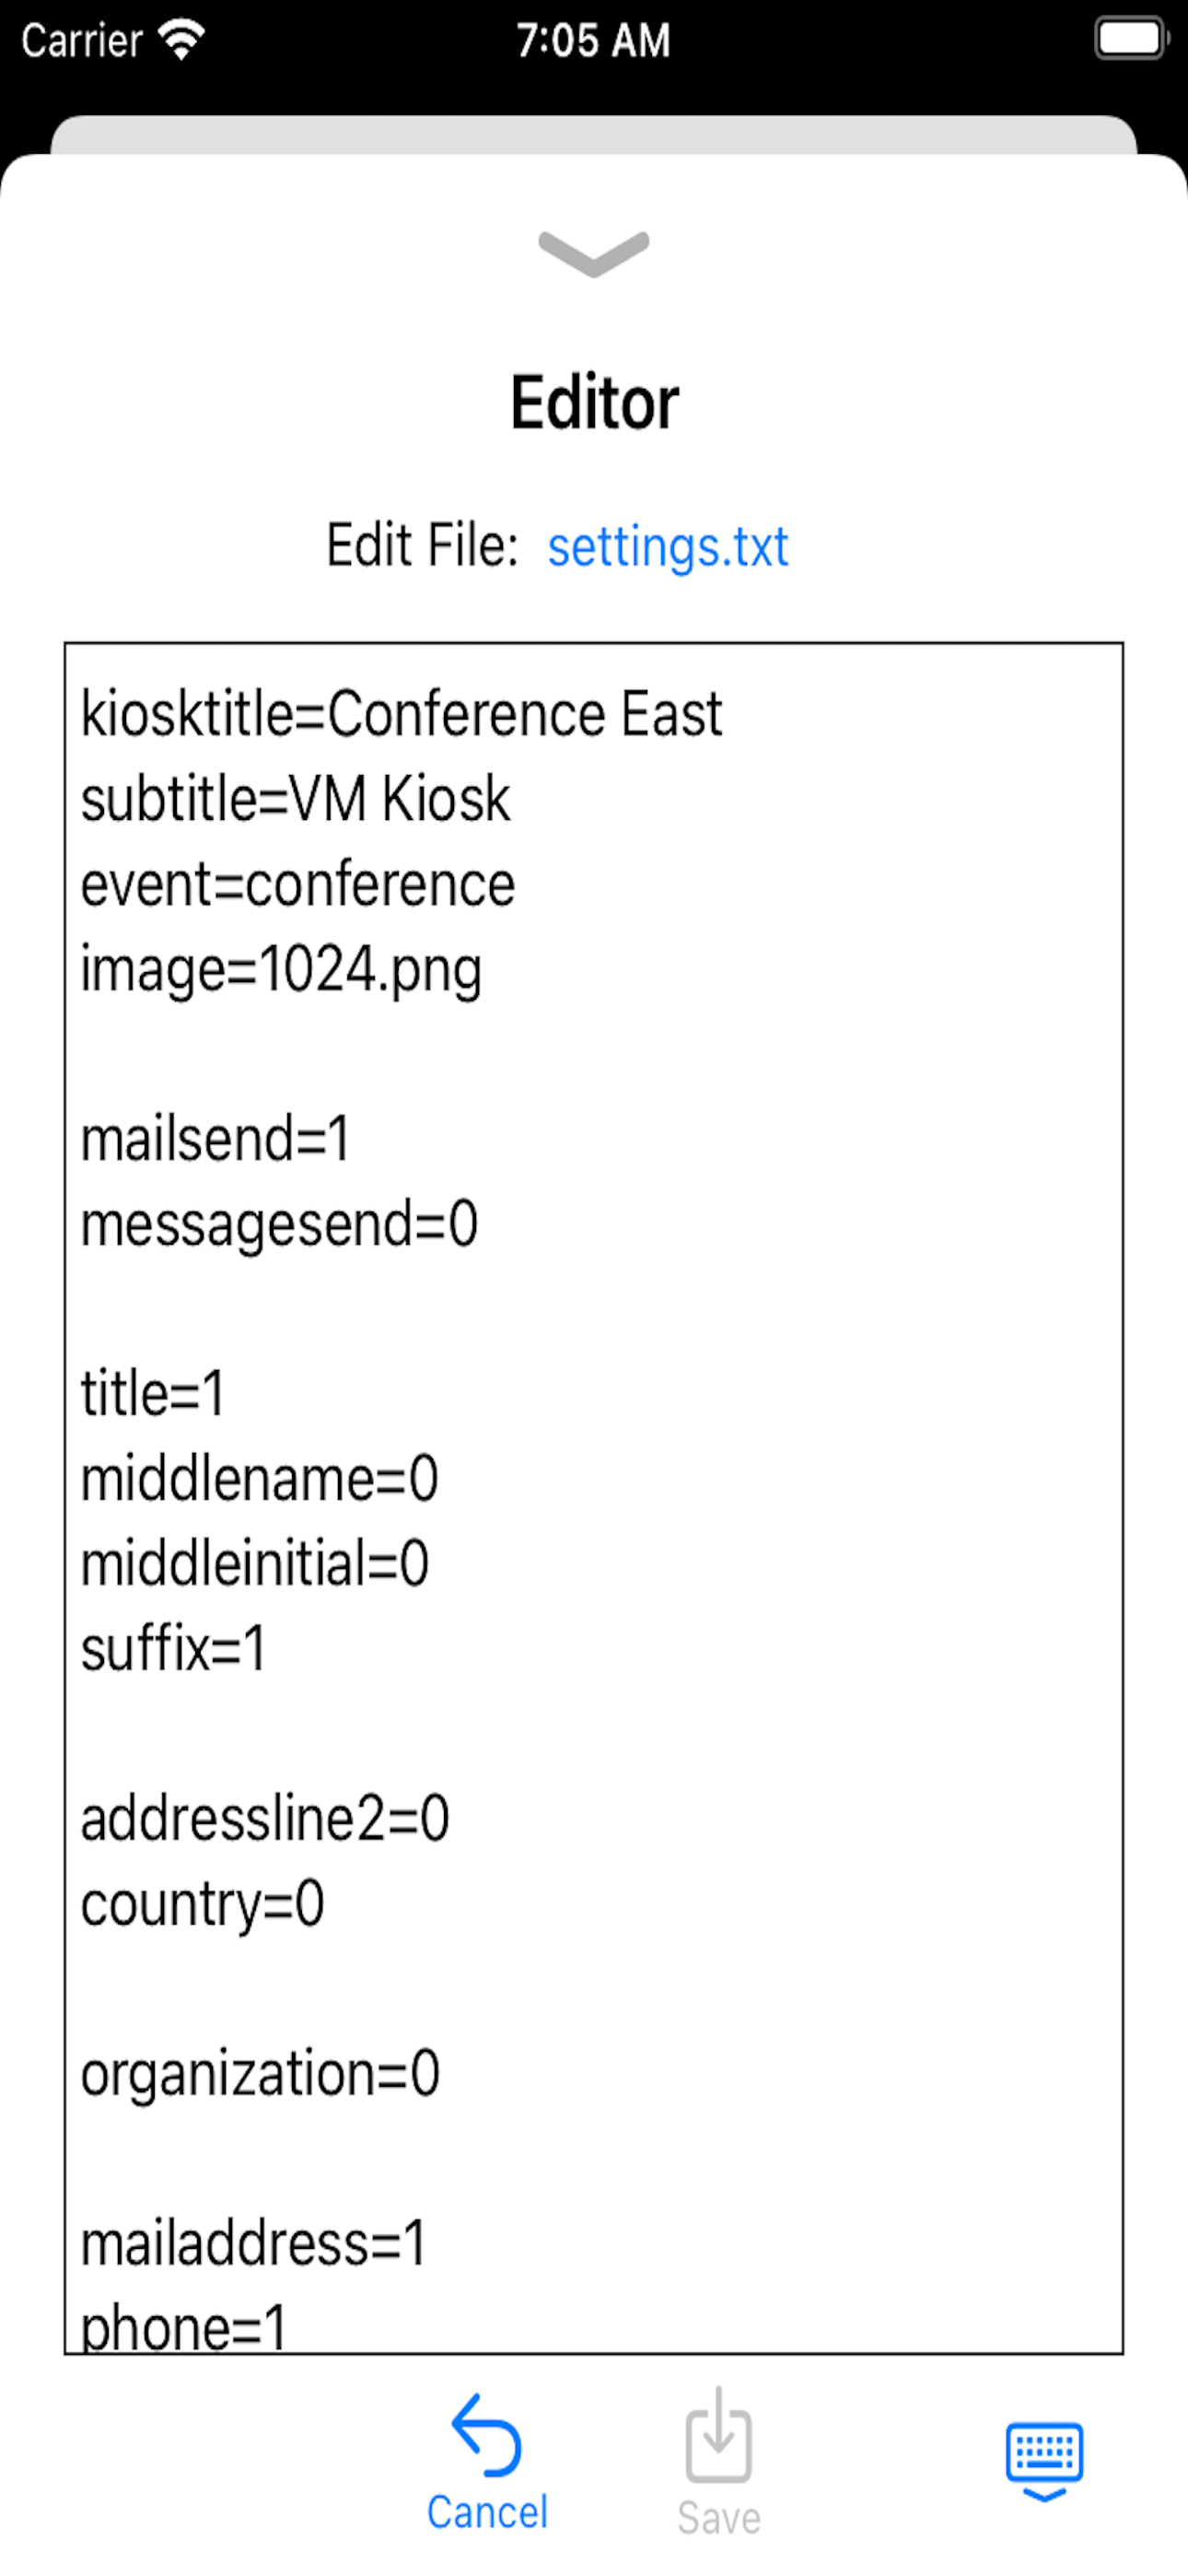 Carrier 7:05 AM
Editor
Edit File: settings.txt
kiosktitle=Conference East
subtitle=VM Kiosk
event=conference
image=1024.png
mailsend=1
messagesend=0
title=1
middlename=0
middleinitial=0
suffix=1
addressline2=0
country=0
organization=0
mailaddress=1
phone=1
Cancel Save